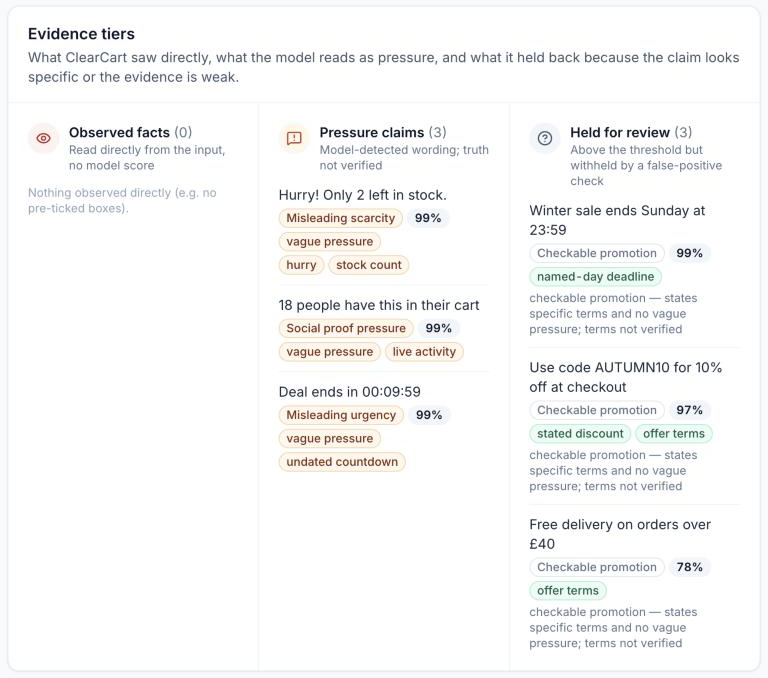 Evidence tiers
What ClearCart saw directly, what the model reads as pressure, and what it held back because the claim looks
specific or the evidence is weak.
Observed facts (0)
Read directly from the input,
no model score
Nothing observed directly (e.g. no
pre-ticked boxes).
Pressure claims (3)
Model-detected wording; truth
not verified
Hurry! Only 2 left in stock.
Misleading scarcity 99%
vague pressure
hurry stock count
18 people have this in their cart
Social proof pressure 99%
vague pressure live activity
Deal ends in 00:09:59
Misleading urgency 99%
vague pressure
undated countdown
Held for review (3)
Above the threshold but
withheld by a false-positive
check
Winter sale ends Sunday at
23:59
Checkable promotion 99%
named-day deadline
checkable promotion — states
specific terms and no vague
pressure; terms not verified
Use code AUTUMN10 for 10%
off at checkout
Checkable promotion 97%
stated discount offer terms
checkable promotion — states
specific terms and no vague
pressure; terms not verified
Free delivery on orders over
£40
Checkable promotion 78%
offer terms
checkable promotion — states
specific terms and no vague
pressure; terms not verified